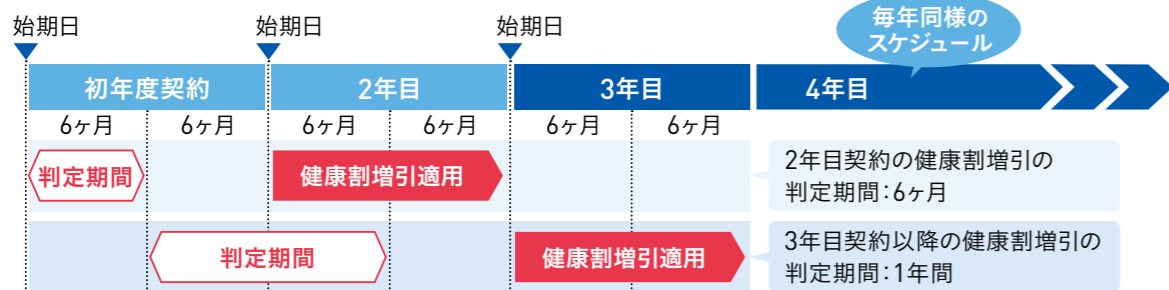 毎年同様の
スケジュール
始期日
始期日
始期日
初年度契約
2年目
3年目
4年目
6ヶ月
6ヶ月
6ヶ月
6ヶ月
6ヶ月
6ヶ月
判定期間
健康割増引適用
2年目契約の健康割増引の
判定期間：6ヶ月
判定期間
健康割増引適用
3年目契約以降の健康割増引の
判定期間：1年間